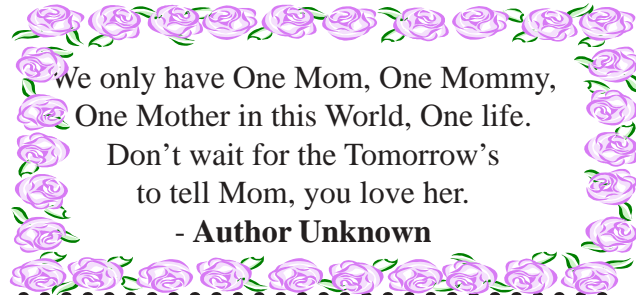 We only have One Mom, One Mommy,
One Mother in this World, One life.
Don’t wait for the Tomorrow’s
to tell Mom, you love her.
- Author Unknown